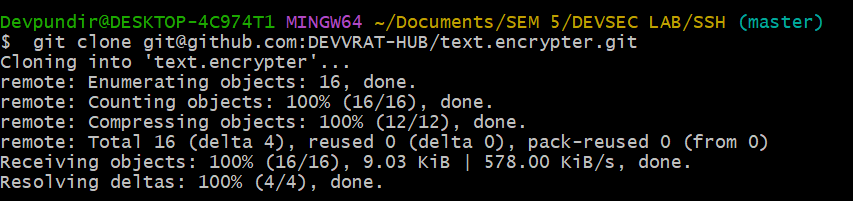 Devpundir@DESKTOP-4C974T1 MINGW64 ~/Documents/SEM 5/DEVSEC LAB/SSH (master)
$  git clone git@github.com:DEVVRAT-HUB/text.encrypter.git
Cloning into 'text.encrypter'...
remote: Enumerating objects: 16, done.
remote: Counting objects: 100% (16/16), done.
remote: Compressing objects: 100% (12/12), done.
remote: Total 16 (delta 4), reused 0 (delta 0), pack-reused 0 (from 0)
Receiving objects: 100% (16/16), 9.03 KiB | 578.00 KiB/s, done.
Resolving deltas: 100% (4/4), done.